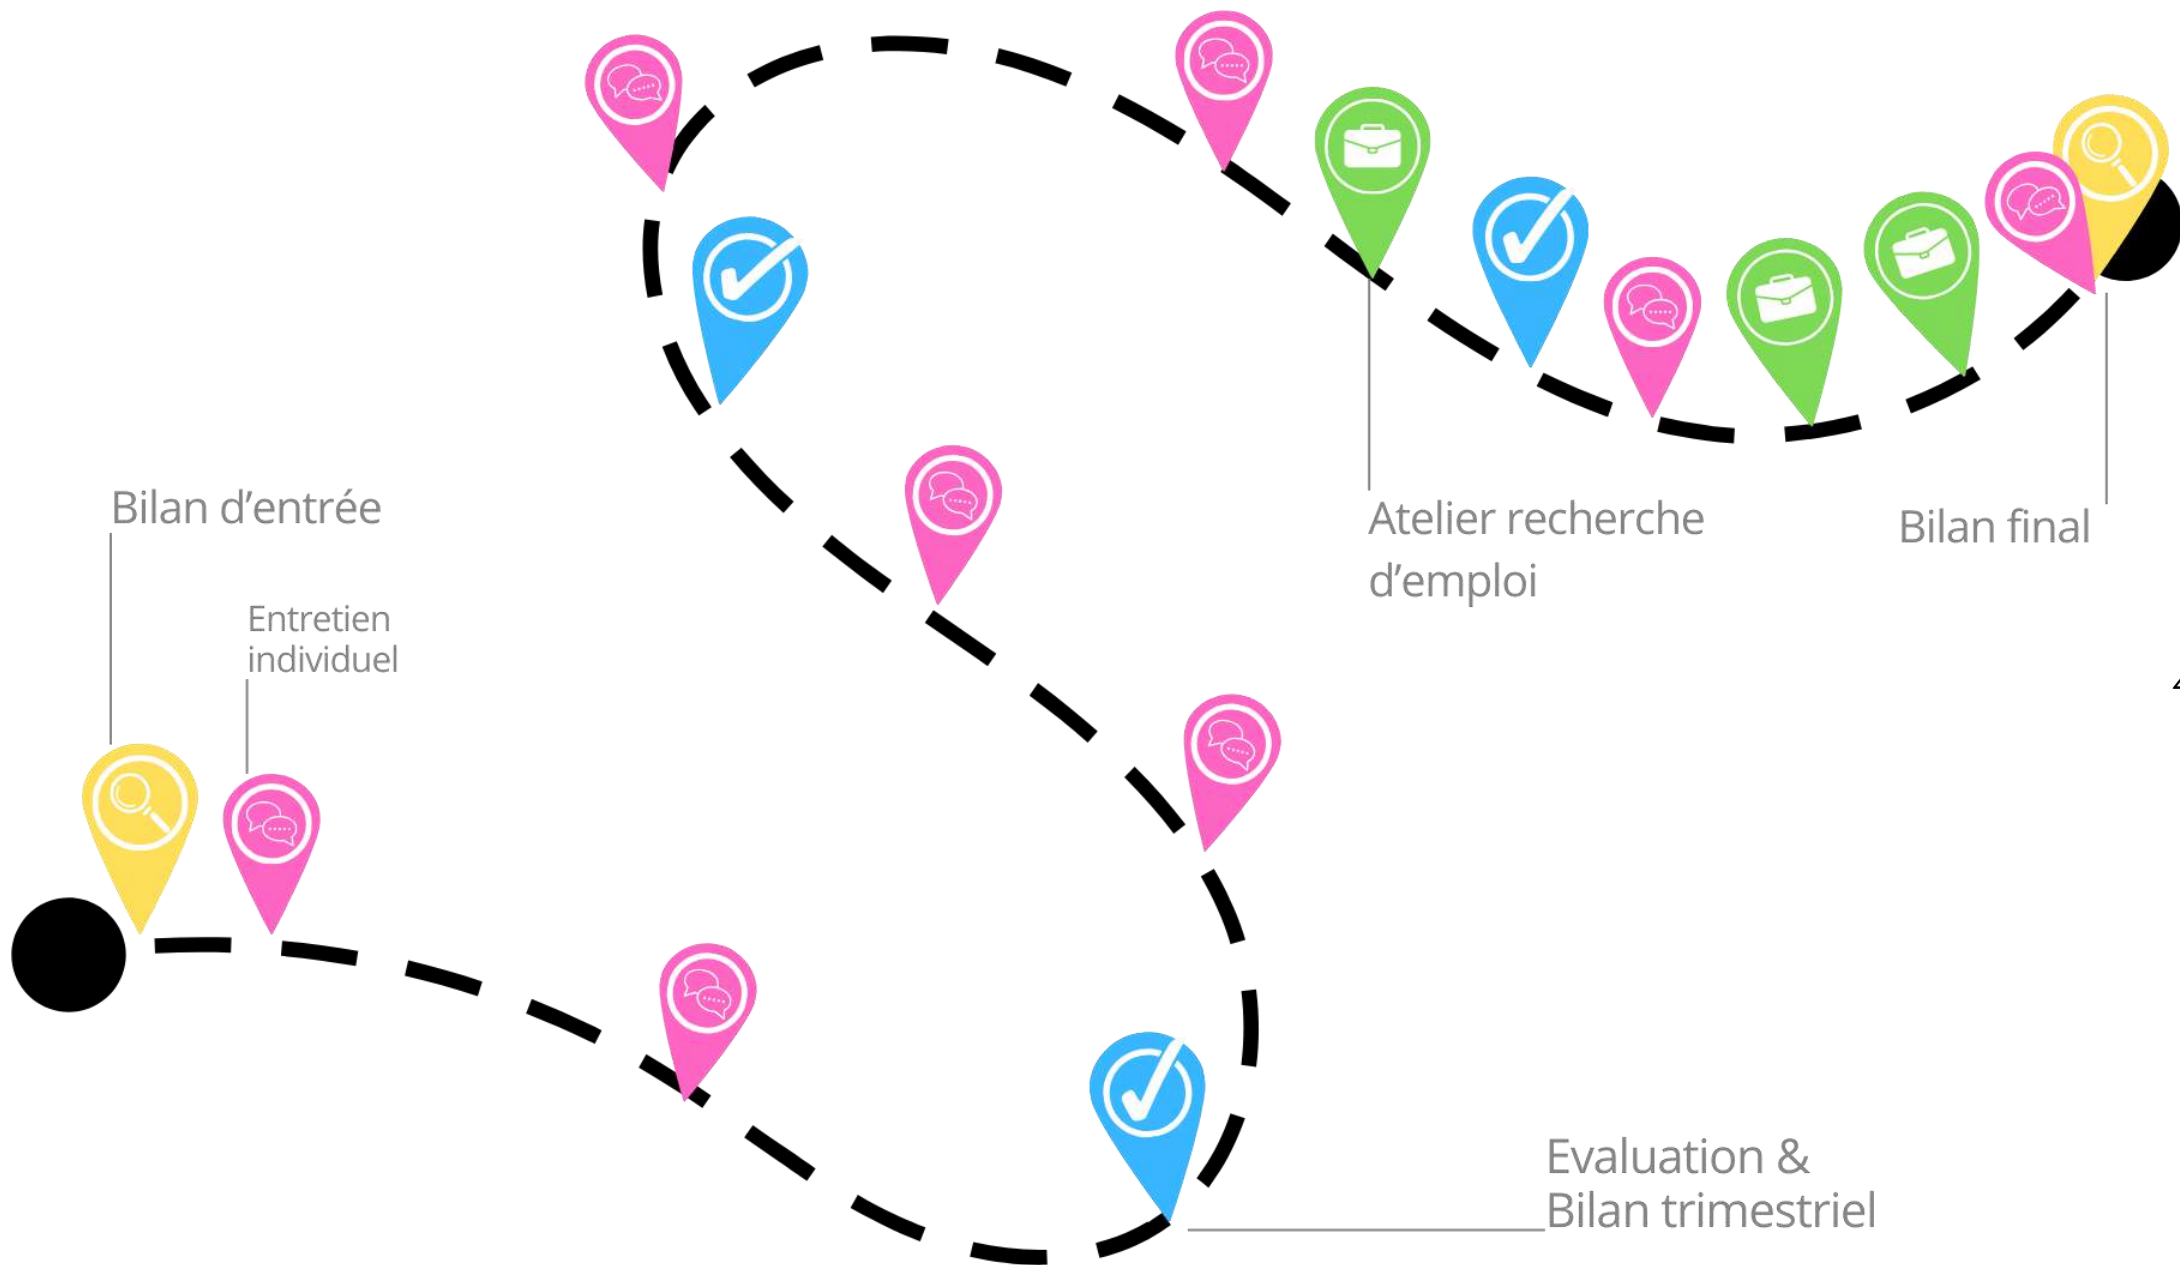 Bilan d'entrée
Entretien
individuel
Atelier recherche
d'emploi
Bilan final
Evaluation &
Bilan trimestriel